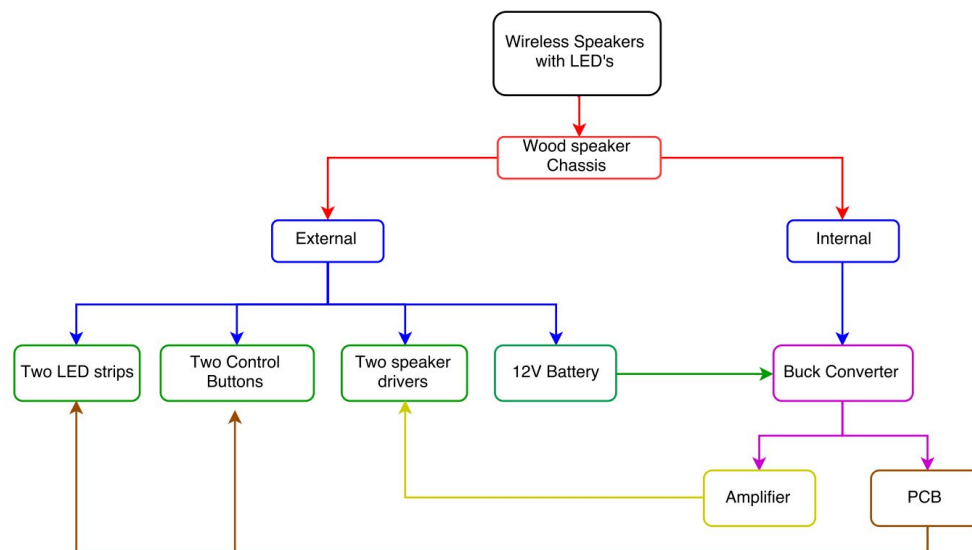 Wireless Speakers
with LED's
Wood speaker
Chassis
External
Internal
Two LED strips
Two Control
Buttons
Two speaker
drivers
12V Battery
Buck Converter
Amplifier
PCB